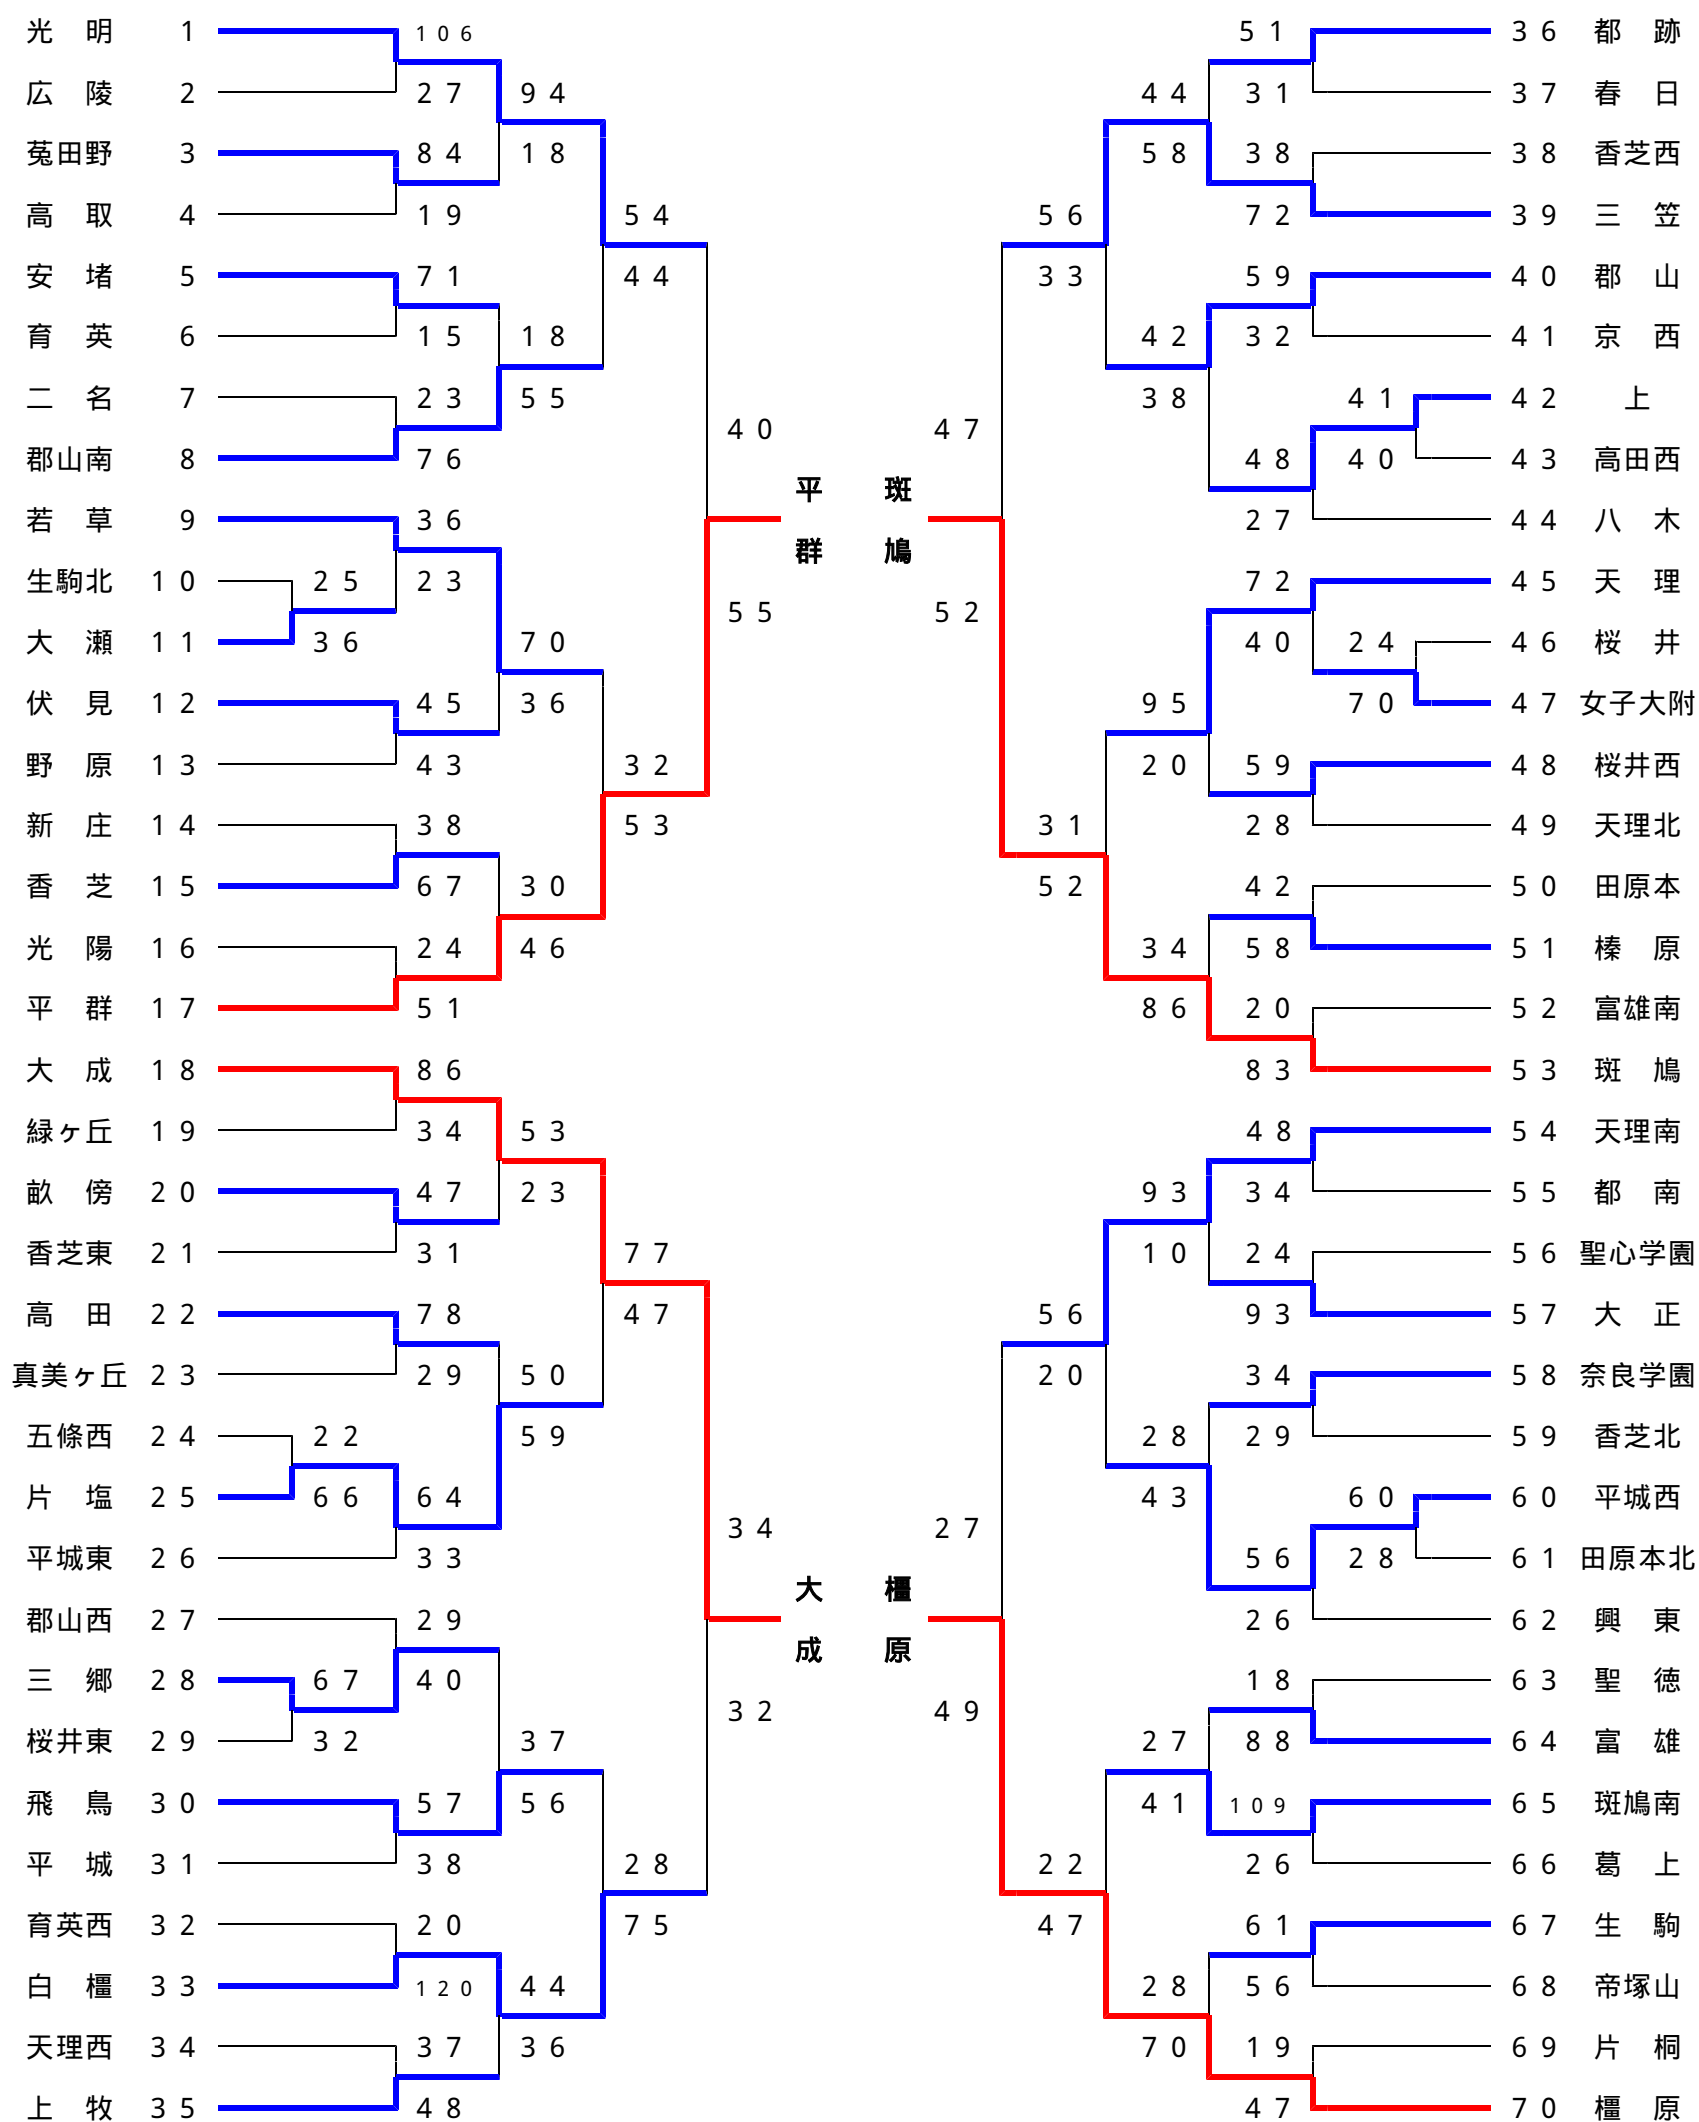 光 明 1 106 51 36 都 跡
広 陵 2 27 94 44 31 37 春 日
菟田野 3 84 18 58 38 38 香芝西
高 取 4 19 54 56 72 39 三 笠
安 堵 5 71 44 33 59 40 郡 山
育 英 6 15 18 42 32 41 京 西
二 名 7 23 55 38 41 42 上
40 47
郡山南 8 76 48 40 43 高田西
平 斑
若 草 9 36 27 44 八 木
群 鳩
生駒北 10 25 23 72 45 天 理
55 52
大 瀬 11 36 70 40 24 46 桜 井
伏 見 12 45 36 95 70 47 女子大附
野 原 13 43 32 20 59 48 桜井西
新 庄 14 38 53 31 28 49 天理北
香 芝 15 67 30 52 42 50 田原本
光 陽 16 24 46 34 58 51 榛 原
平 群 17 51 86 20 52 富雄南
大 成 18 86 83 53 斑 鳩
緑ヶ丘 19 34 53 48 54 天理南
畝 傍 20 47 23 93 34 55 都 南
香芝東 21 31 77 10 24 56 聖心学園
高 田 22 78 47 56 93 57 大 正
真美ヶ丘 23 29 50 20 34 58 奈良学園
五條西 24 22 59 28 29 59 香芝北
片 塩 25 66 64 43 60 60 平城西
34 27
平城東 26 33 56 28 61 田原本北
大 橿
郡山西 27 29 26 62 興 東
成 原
三 郷 28 67 40 18 63 聖 徳
32 49
桜井東 29 32 37 27 88 64 富 雄
飛 鳥 30 57 56 41 109 65 斑鳩南
平 城 31 38 28 22 26 66 葛 上
育英西 32 20 75 47 61 67 生 駒
白 橿 33 120 44 28 56 68 帝塚山
天理西 34 37 36 70 19 69 片 桐
上 牧 35 48 47 70 橿 原